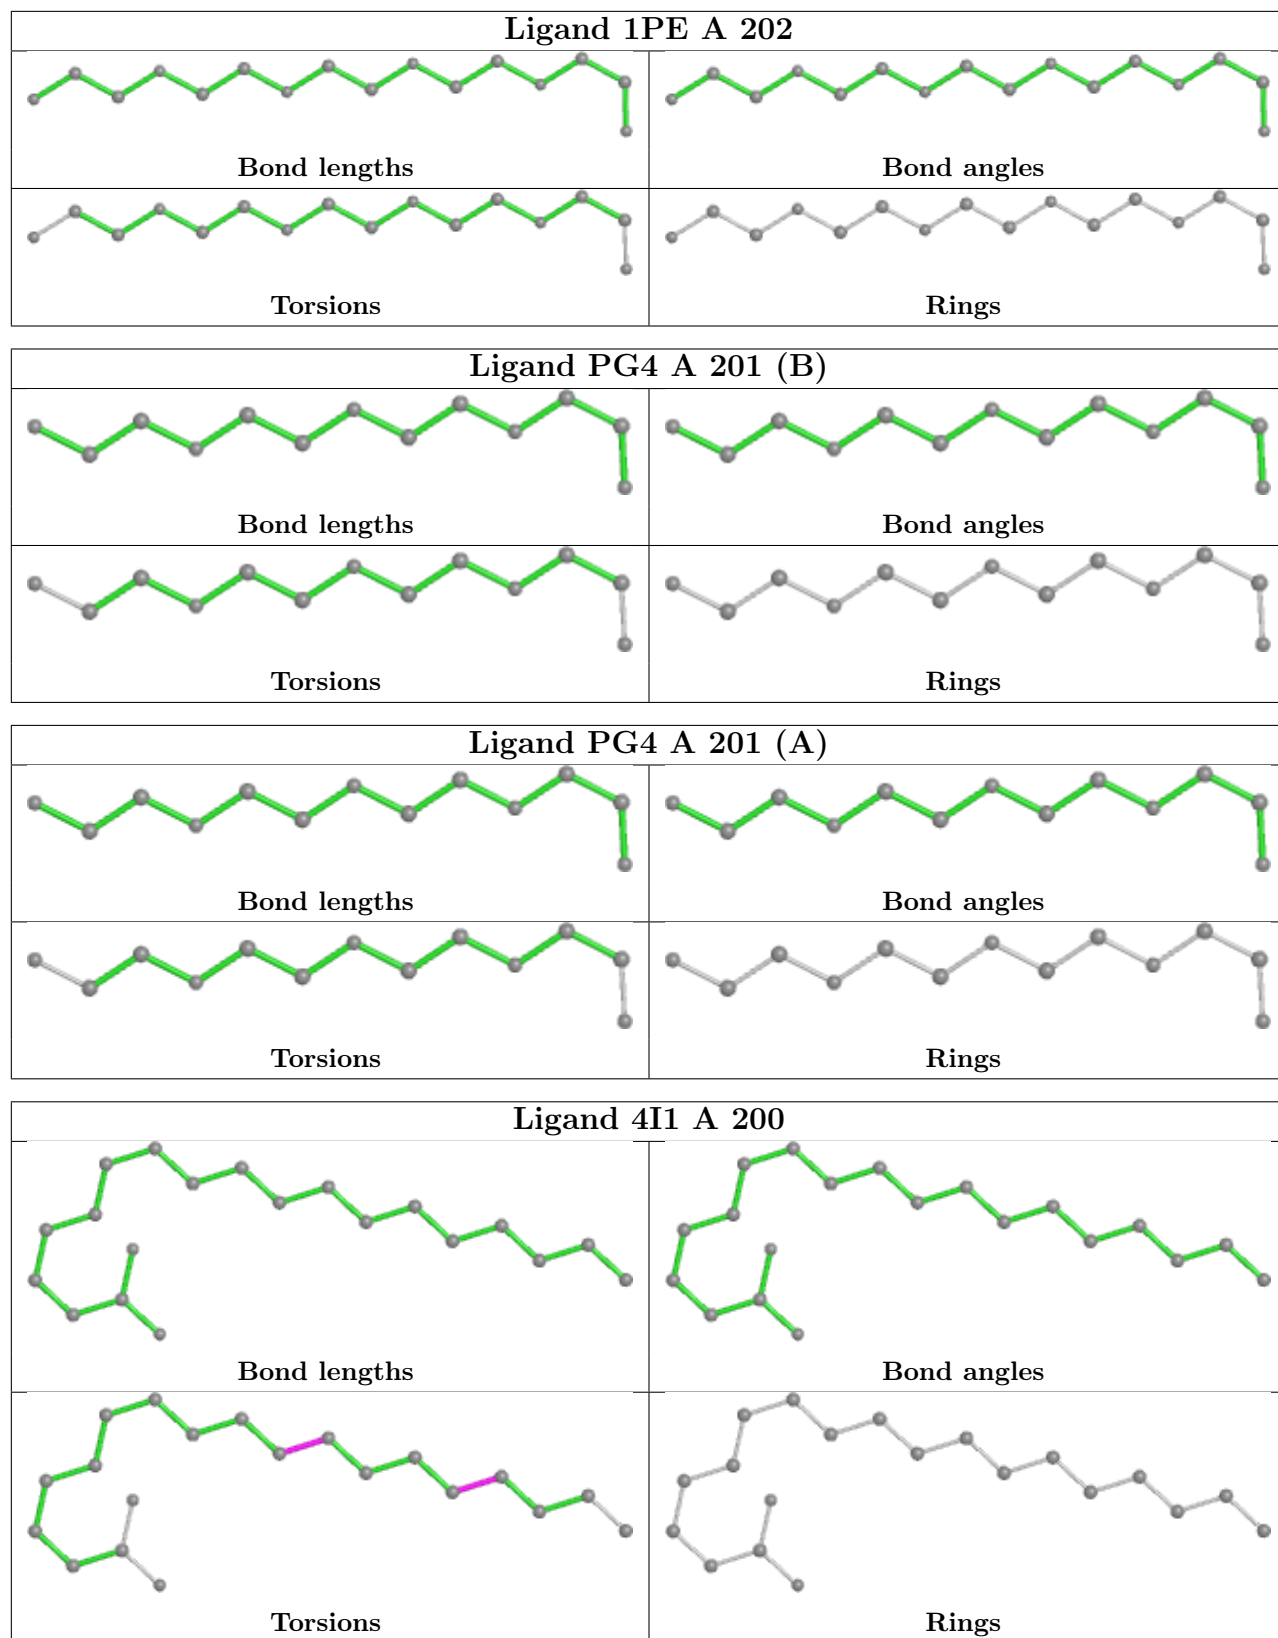 Ligand 1PE A 202
Bond lengths
Bond angles
Torsions
Rings
Ligand PG4 A 201 (B)
Bond lengths
Bond angles
Torsions
Rings
Ligand PG4 A 201 (A)
Bond lengths
Bond angles
Torsions
Rings
Ligand 4I1 A 200
Bond lengths
Bond angles
Torsions
Rings